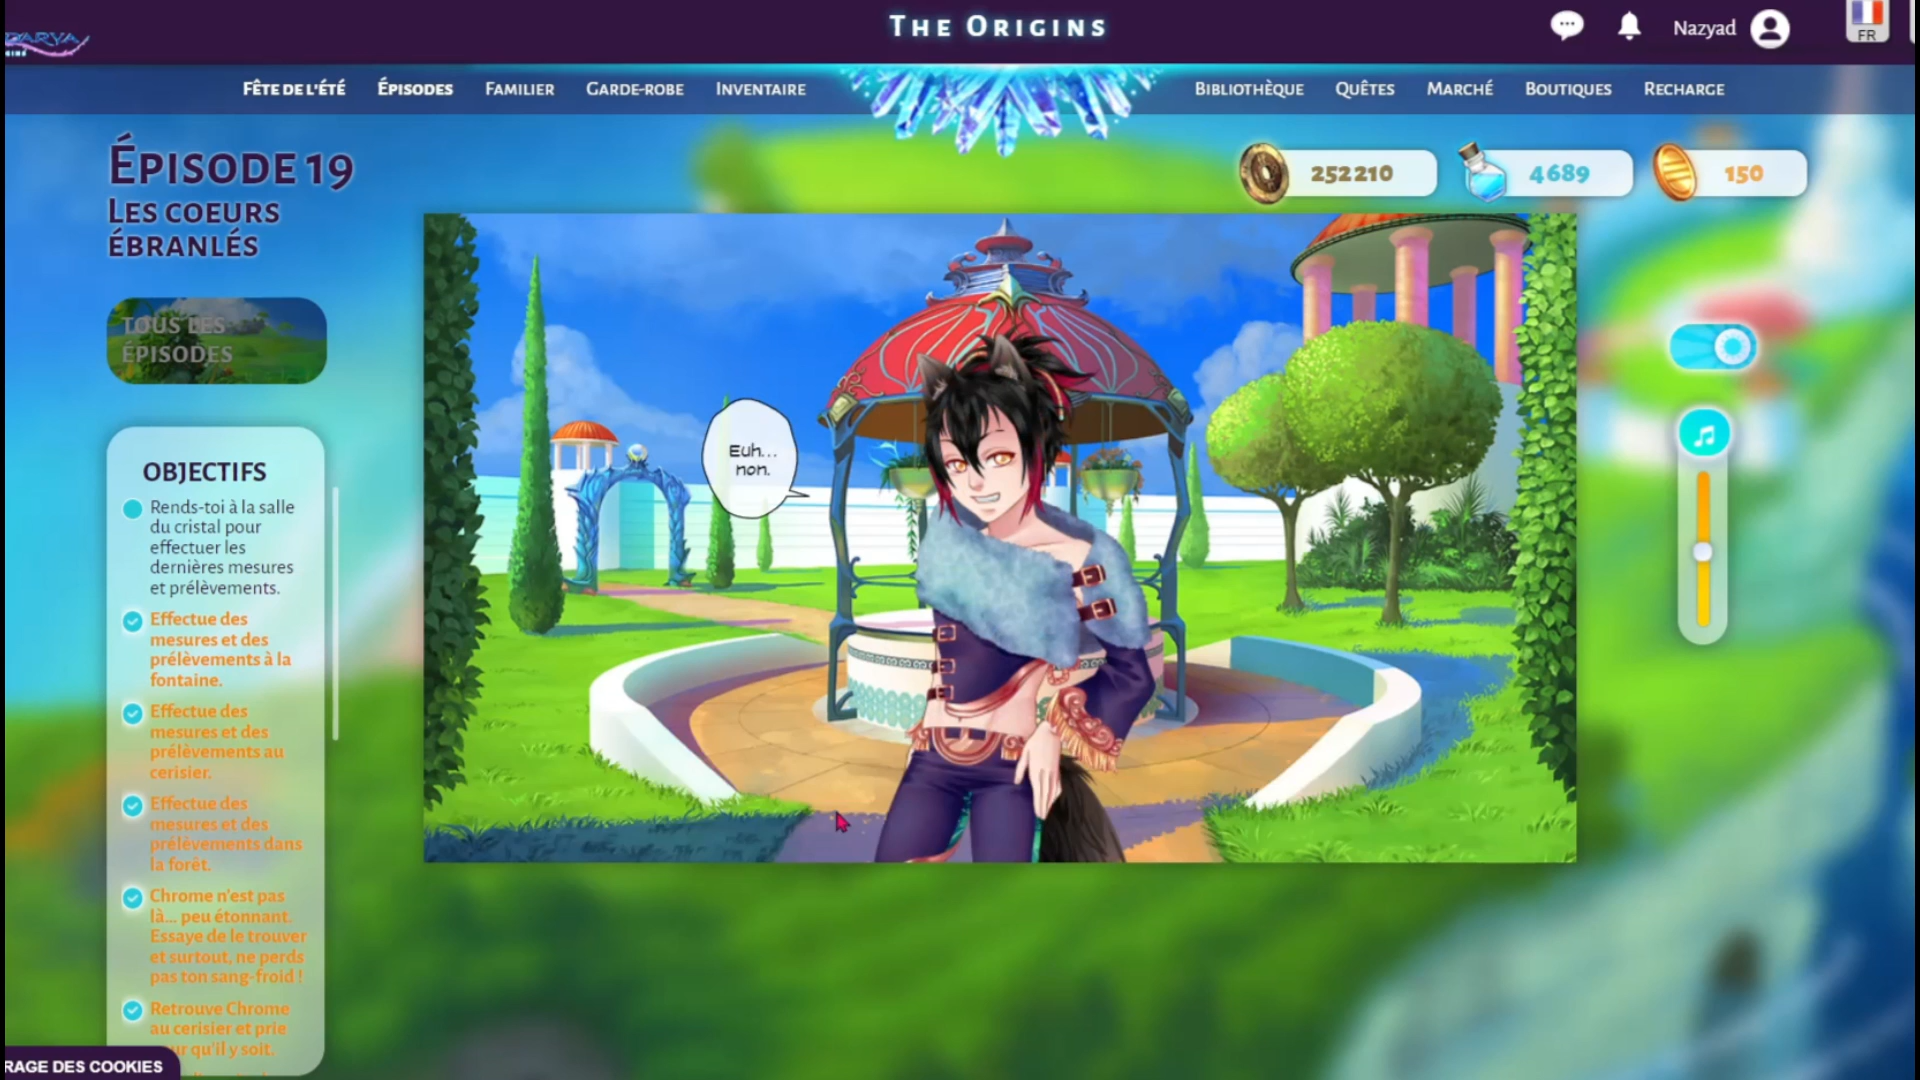 THE ORIGINS
Nazyad
FR
DARYA
FÊTE DE L'ÉTÉ
ÉPISODES
FAMILIER
GARDE-ROBE
INVENTAIRE
BIBLIOTHÈQUE
QUÊTES
MARCHÉ
BOUTIQUES
RECHARGE
ÉPISODE 19
LES COEURS
ÉBRANLÉS
252210
4689
150
TOUS LES
ÉPISODES
Euh...
non.
OBJECTIFS
Rends-toi à la salle
du cristal pour
effectuer les
dernières mesures
et prélèvements.
Effectue des
mesures et des
prélèvements à la
fontaine.
Effectue des
mesures et des
prélèvements au
cerisier.
Effectue des
mesures et des
prélèvements dans
la forêt.
Chrome n'est pas
là... peu étonnant.
Essaye de le trouver
et surtout, ne perds
pas ton sang-froid !
Retrouve Chrome
au cerisier et prie
qu'il y soit.
RAGE DES COOKIES